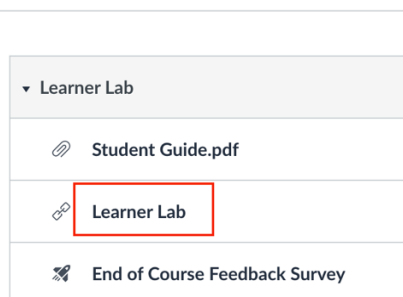 Learner Lab
Student Guide.pdf
Learner Lab
End of Course Feedback Survey